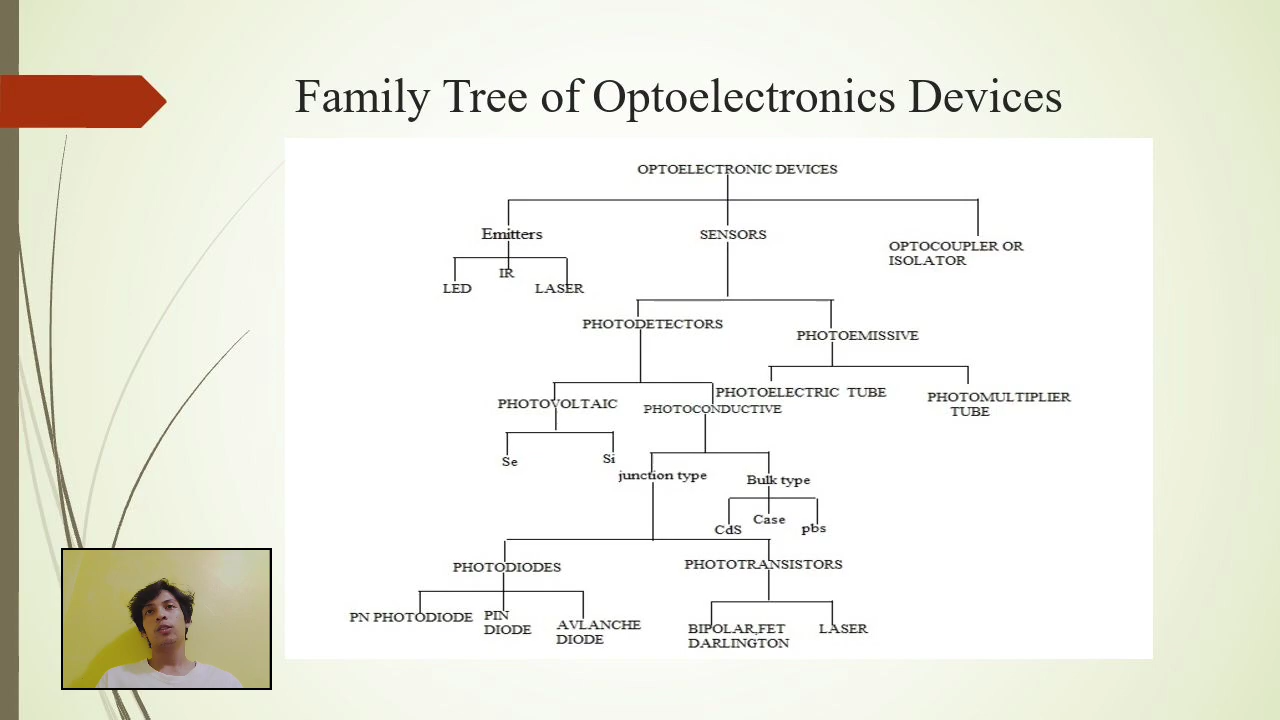 Family Tree of Optoelectronics Devices
OPTOELECTRONIC DEVICES
Emitters
SENSORS
OPTOCOUPLER OR
ISOLATOR
LED
IR
LASER
PHOTODETECTORS
PHOTOEMISSIVE
PHOTOVOLTAIC
PHOTOCONDUCTIVE
PHOTOELECTRIC TUBE
PHOTOMULTIPLIER
TUBE
Se
Si
junction type
Bulk type
CdS
Case
pbs
PHOTODIODES
PHOTOTRANSISTORS
PN PHOTODIODE
PIN
DIODE
AVLANCHE
DIODE
BIPOLAR,FET
DARLINGTON
LASER